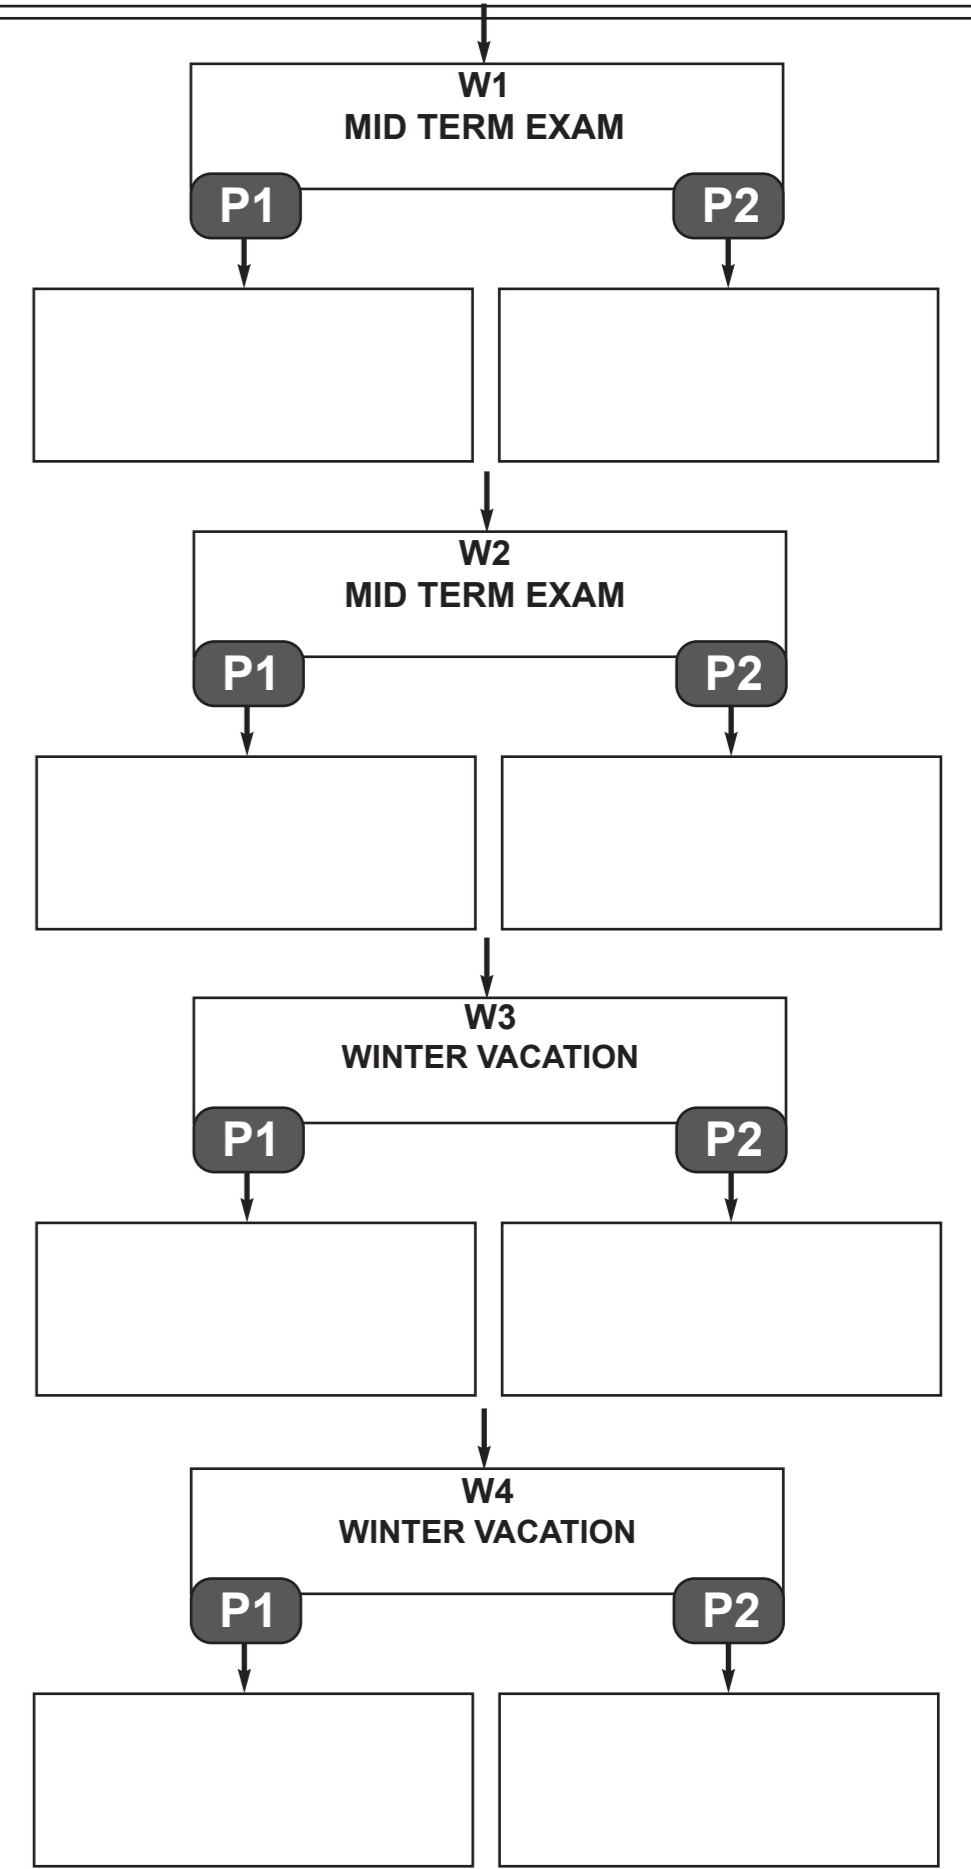 W1
MID TERM EXAM
P1
P2
W2
MID TERM EXAM
P1
P2
W3
WINTER VACATION
P1
P2
W4
WINTER VACATION
P1
P2